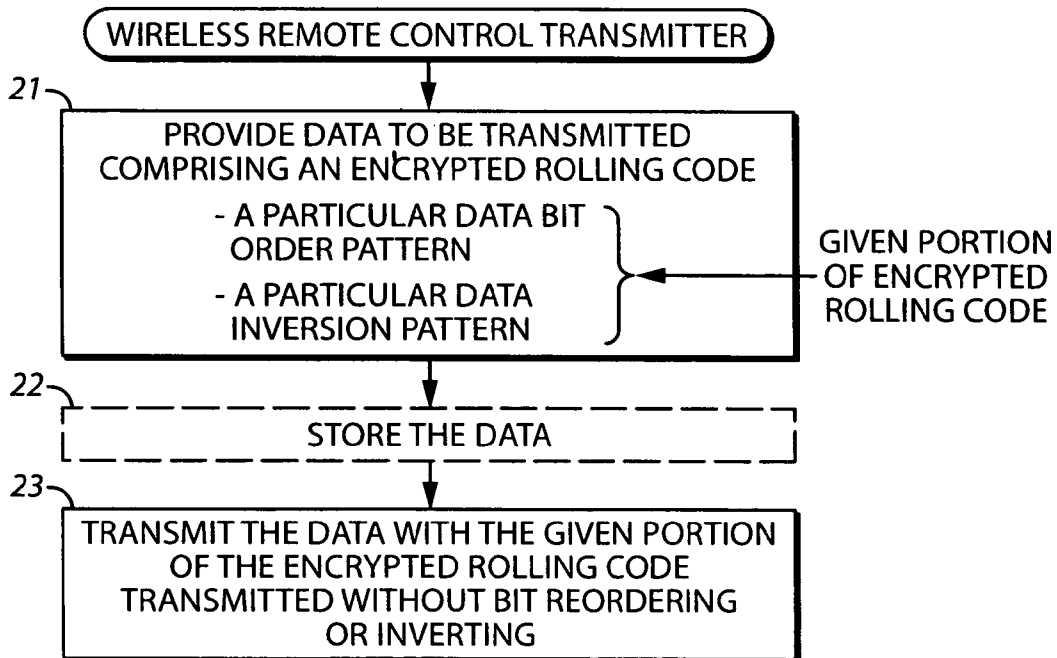 WIRELESS REMOTE CONTROL TRANSMITTER
21
PROVIDE DATA TO BE TRANSMITTED
COMPRISING AN ENCRYPTED ROLLING CODE
- A PARTICULAR DATA BIT
ORDER PATTERN
- A PARTICULAR DATA
INVERSION PATTERN
GIVEN PORTION
OF ENCRYPTED
ROLLING CODE
22
STORE THE DATA
23
TRANSMIT THE DATA WITH THE GIVEN PORTION
OF THE ENCRYPTED ROLLING CODE
TRANSMITTED WITHOUT BIT REORDERING
OR INVERTING